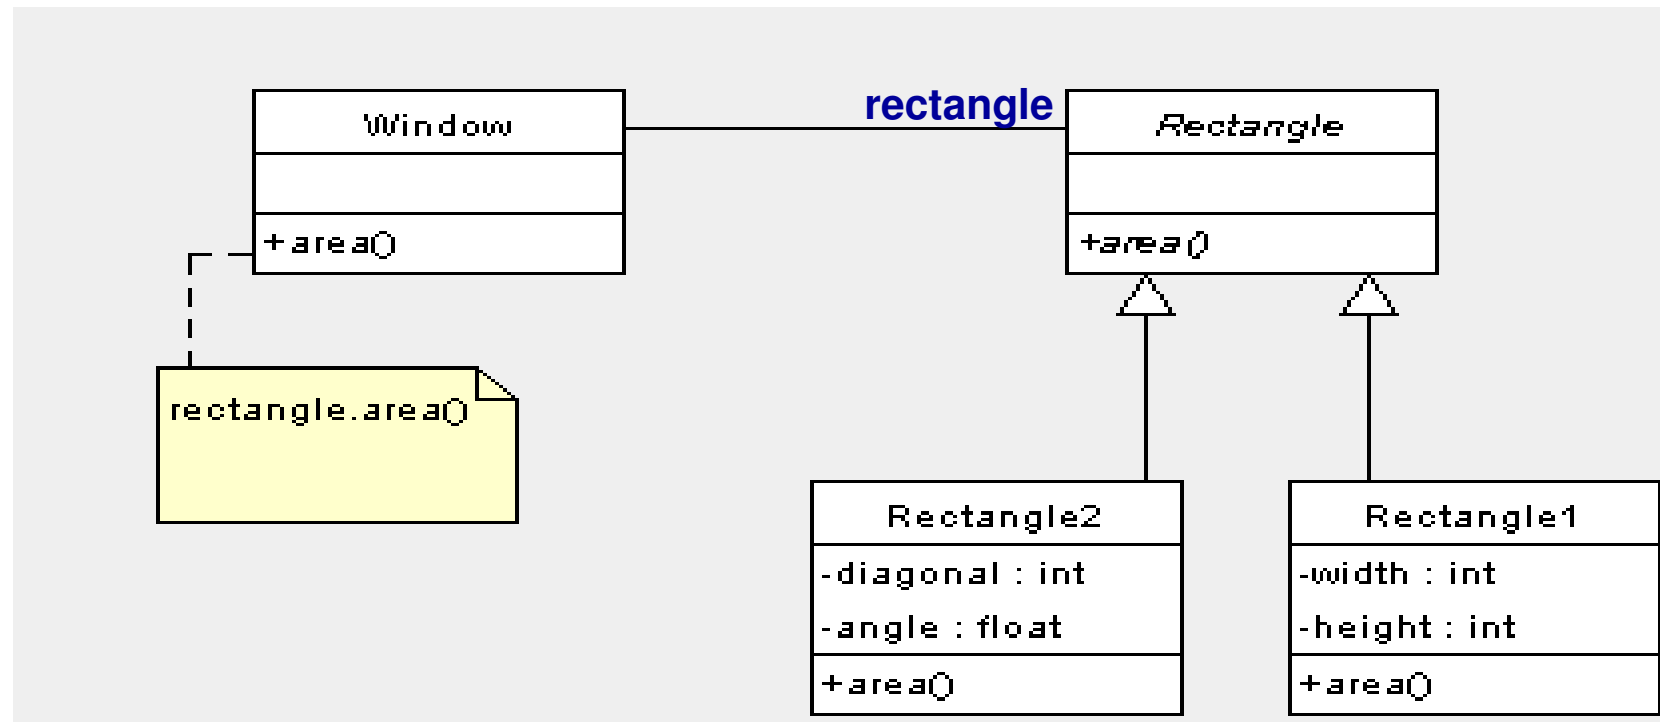 rectangle
Window
Rectangle
+area()
+area()
rectangle.area()
Rectangle2
-diagonal : int
-angle : float
+area()
Rectangle1
-width : int
-height : int
+area()